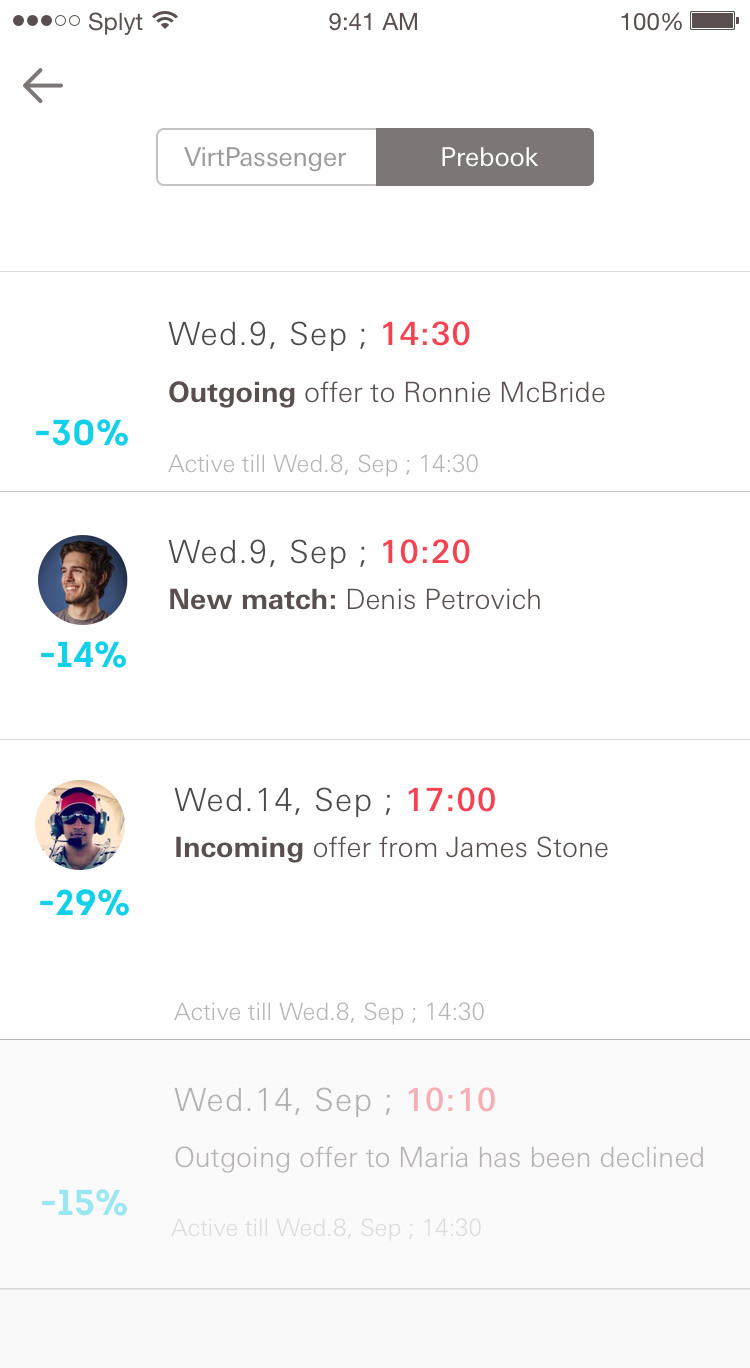 Splyt 9:41 AM 100%
VirtPassenger Prebook
Wed.9, Sep ; 14:30
Outgoing offer to Ronnie McBride
-30%
Active till Wed.8, Sep ; 14:30
Wed.9, Sep ; 10:20
New match: Denis Petrovich
-14%
Wed.14, Sep ; 17:00
Incoming offer from James Stone
-29%
Active till Wed.8, Sep ; 14:30
Wed.14, Sep ; 10:10
Outgoing offer to Maria has been declined
-15%
Active till Wed.8, Sep ; 14:30